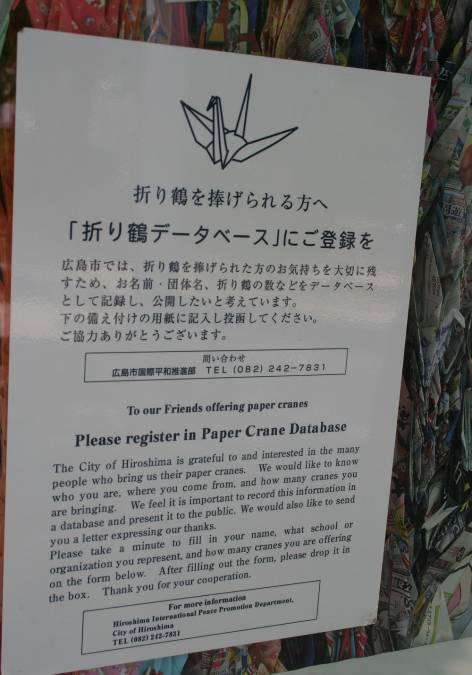 折り鶴を捧げられる方へ
「折り鶴データベース」にご登録を
広島市では、折り鶴を捧げられた方のお気持ちを大切に残
すため、お名前・団体名、折り鶴の数などをデータベース
として記録し、公開したいと考えています。
下の備え付けの用紙に記入し投函してください。
ご協力ありがとうございます。
問い合わせ
広島市国際平和推進部 TEL (082) 242-7831
To our Friends offering paper cranes
Please register in Paper Crane Database
The City of Hiroshima is grateful to and interested in the many
people who bring us their paper cranes. We would like to know
who you are, where you come from, and how many cranes you
are bringing. We feel it is important to record this information in
a database and present it to the public. We would also like to send
you a letter expressing our thanks.
Please take a minute to fill in your name, what school or
organization you represent, and how many cranes you are offering
on the form below. After filling out the form, please drop it in
the box. Thank you for your cooperation.
For more information
Hiroshima International Peace Promotion Department,
City of Hiroshima
TEL (082) 242-7831